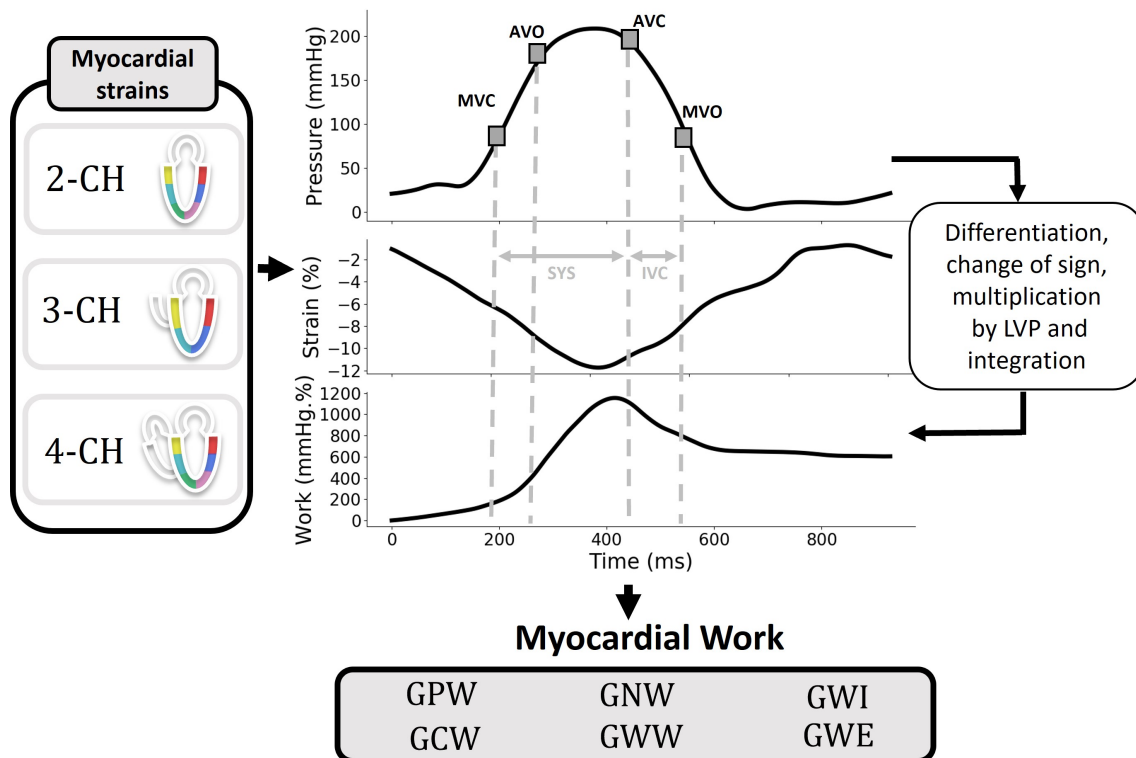 Myocardial
strains
2-CH
3-CH
4-CH
Pressure (mmHg)
200
150
100
50
0
MVC
AVO
AVC
MVO
Strain (%)
−2
−4
−6
−8
−10
−12
SYS
IVC
Work (mmHg.%)
1200
1000
800
600
400
200
0
0 200 400 600 800
Time (ms)
Differentiation,
change of sign,
multiplication
by LVP and
integration
Myocardial Work
GPW GNW GWI
GCW GWW GWE